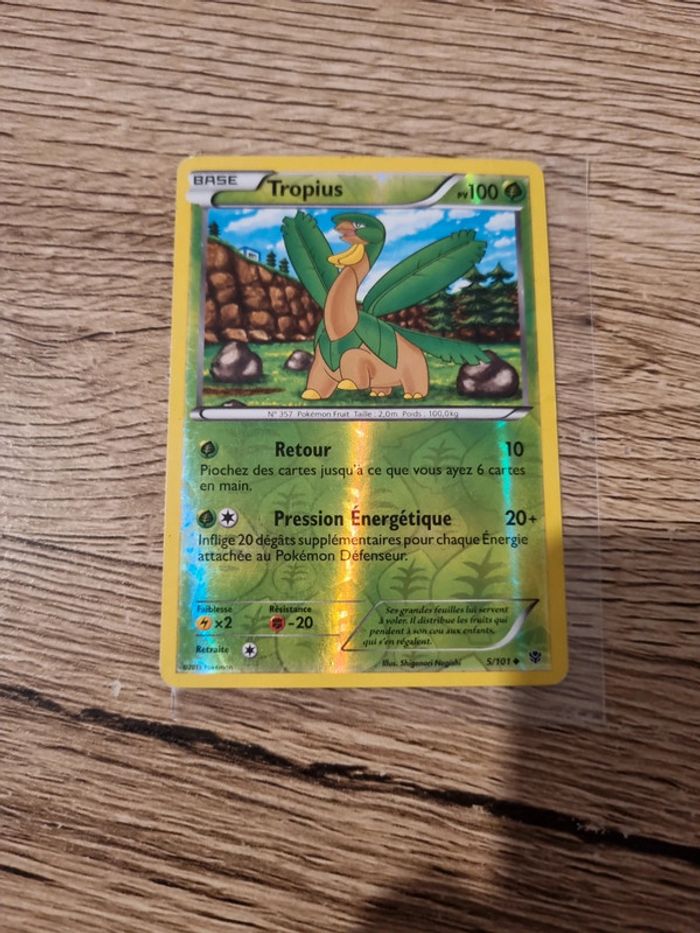 BASE Tropius PV100
N° 357 Pokémon Fruit Taille : 2,0m Poids : 100,0kg
Retour 10
Piochez des cartes jusqu'à ce que vous ayez 6 cartes
en main.
Pression Énergétique 20+
Inflige 20 dégâts supplémentaires pour chaque Énergie
attachée au Pokémon Défenseur.
Faiblesse Résistance
x2 -20
Retraite
Ses grandes feuilles lui servent
à voler. Il distribue les fruits qui
pendent à son cou aux enfants,
qui s'en régalent.
©2011 Pokémon Illus. Shigenori Negishi 5/101